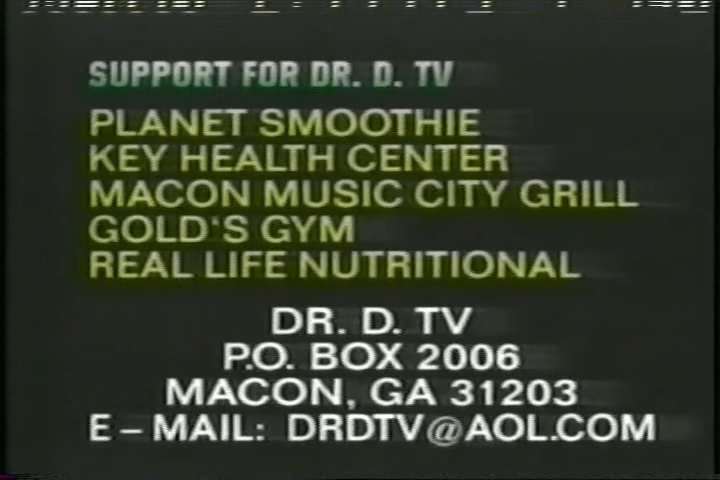 SUPPORT FOR DR. D. TV
PLANET SMOOTHIE
KEY HEALTH CENTER
MACON MUSIC CITY GRILL
GOLD'S GYM
REAL LIFE NUTRITIONAL
DR. D. TV
P.O. BOX 2006
MACON, GA 31203
E – MAIL: DRDTV@AOL.COM